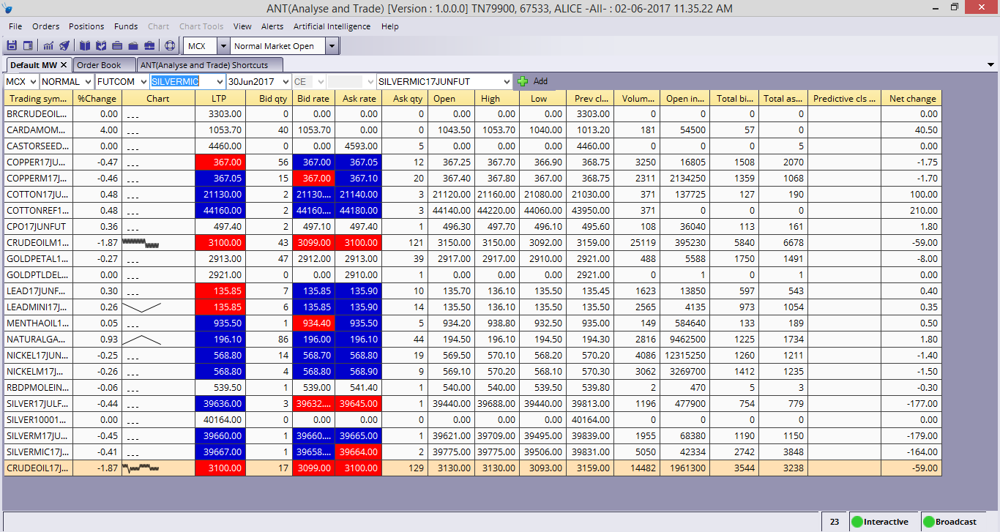 ANT(Analyse and Trade) [Version : 1.0.0.0] TN79900, 67533, ALICE -All- : 02-06-2017 11.35.22 AM
File Orders Positions Funds Chart Chart Tools View Alerts Artificial Intelligence Help
MCX Normal Market Open
Default MW Order Book ANT(Analyse and Trade) Shortcuts
MCX NORMAL FUTCOM SILVERMIC 30Jun2017 CE SILVERMIC17JUNFUT Add
Trading sym... %Change Chart LTP Bid qty Bid rate Ask rate Ask qty Open High Low Prev cl... Volum... Open in... Total bi... Total as... Predictive cls ... Net change
BRCRUDEOIL... 0.00 --- 3303.00 0 0.00 0.00 0 0.00 0.00 0.00 3303.00 0 0 0 0 0.00
CARDAMOM... 4.00 --- 1053.70 40 1053.70 0.00 0 1043.50 1053.70 1040.00 1013.20 181 54500 57 0 40.50
CASTORSEED... 0.00 --- 4460.00 0 0.00 4593.00 5 0.00 0.00 0.00 4460.00 0 0 0 5 0.00
COPPER17JU... -0.47 --- 367.00 56 367.00 367.05 12 367.25 367.70 366.90 368.75 3250 16805 1508 2070 -1.75
COPPERM17J... -0.46 --- 367.05 15 367.00 367.10 20 367.40 367.80 367.00 368.75 2311 2134250 1359 1068 -1.70
COTTON17JU... 0.48 --- 21130.00 2 21130.... 21140.00 3 21120.00 21160.00 21080.00 21030.00 371 137725 127 190 100.00
COTTONREF1... 0.48 --- 44160.00 2 44160.... 44180.00 3 44140.00 44220.00 44060.00 43950.00 371 0 0 0 210.00
CPO17JUNFUT 0.36 --- 497.40 2 497.10 497.40 1 496.30 497.70 496.10 495.60 108 36040 113 161 1.80
CRUDEOILM1... -1.87 3100.00 43 3099.00 3100.00 121 3150.00 3150.00 3092.00 3159.00 25119 395230 5840 6678 -59.00
GOLDPETAL1... -0.27 --- 2913.00 47 2912.00 2913.00 39 2917.00 2917.00 2910.00 2921.00 488 5588 1750 1491 -8.00
GOLDPTLDEL... 0.00 --- 2921.00 0 0.00 2910.00 1 0.00 0.00 0.00 2921.00 0 1 0 1 0.00
LEAD17JUNF... 0.30 --- 135.85 7 135.85 135.90 10 135.70 136.10 135.50 135.45 1623 13850 597 543 0.40
LEADMINI17J... 0.26 135.85 6 135.85 135.90 14 135.50 136.10 135.50 135.50 2565 4135 973 1054 0.35
MENTHAOIL1... 0.05 --- 935.50 1 934.40 935.50 5 934.20 938.80 932.50 935.00 149 584640 133 189 0.50
NATURALGA... 0.93 196.10 86 196.00 196.10 44 194.50 196.10 194.50 194.30 2816 9462500 1225 1734 1.80
NICKEL17JUN... -0.25 --- 568.80 14 568.70 568.80 19 569.50 570.10 568.20 570.20 4086 12315250 1260 1211 -1.40
NICKELM17J... -0.26 --- 568.80 4 568.80 568.90 9 569.10 570.20 568.10 570.30 3062 3269700 1412 1235 -1.50
RBDPMOLEIN... -0.06 --- 539.50 1 539.00 541.40 1 540.00 540.00 539.50 539.80 2 470 5 3 -0.30
SILVER17JULF... -0.44 --- 39636.00 3 39632.... 39645.00 1 39440.00 39688.00 39440.00 39813.00 1196 477900 754 779 -177.00
SILVER10001... 0.00 --- 40164.00 0 0.00 0.00 0 0.00 0.00 0.00 40164.00 0 0 0 0 0.00
SILVERM17JU... -0.45 --- 39660.00 1 39660.... 39665.00 1 39621.00 39709.00 39495.00 39839.00 1955 68380 1190 1150 -179.00
SILVERMIC17J... -0.41 --- 39667.00 1 39658.... 39664.00 2 39775.00 39775.00 39506.00 39831.00 5050 42334 2742 3848 -164.00
CRUDEOIL17J... -1.87 3100.00 17 3099.00 3100.00 129 3130.00 3130.00 3093.00 3159.00 14482 1961300 3544 3238 -59.00
23 Interactive Broadcast